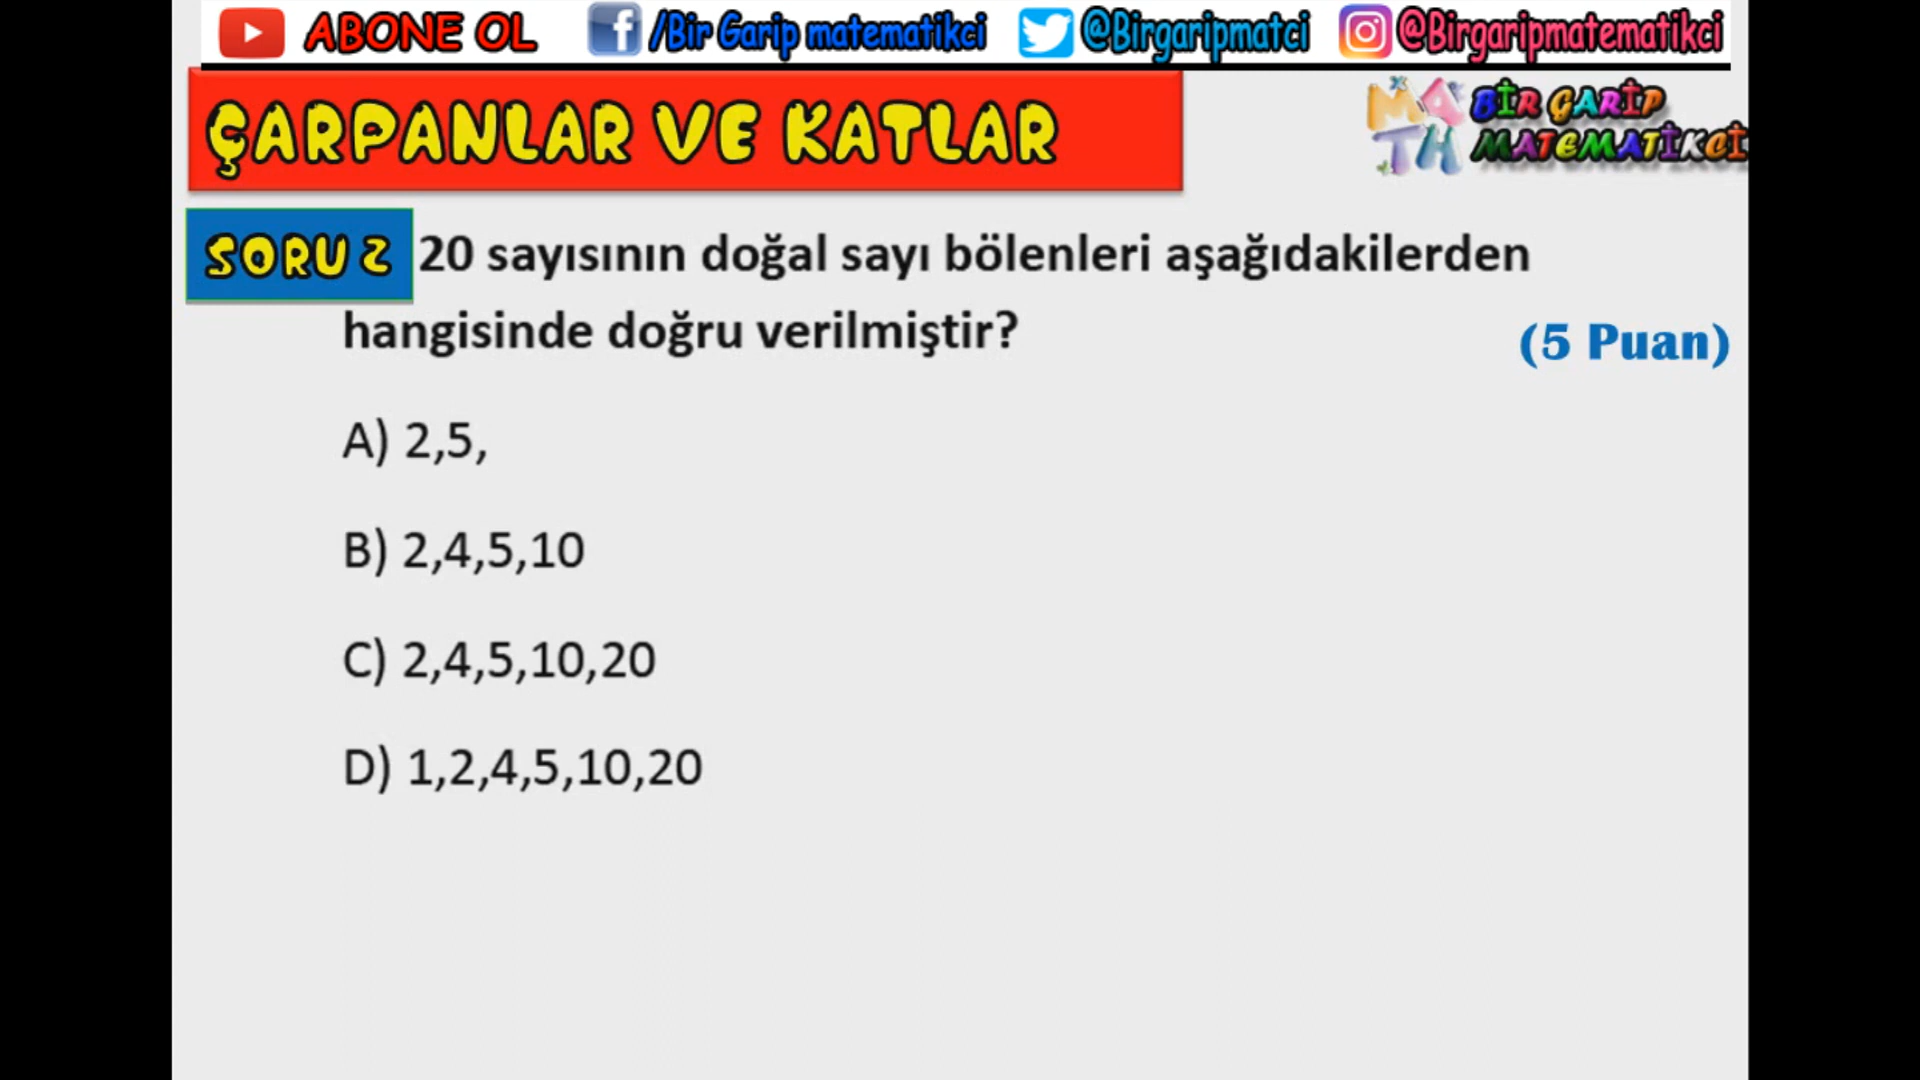 ABONE OL /Bir Garip matematikci @Birgaripmatci @Birgaripmatematikci
ÇARPANLAR VE KATLAR
MATH BİR GARİP
MATEMATİKCİ
SORU 2 20 sayısının doğal sayı bölenleri aşağıdakilerden
hangisinde doğru verilmiştir?
(5 Puan)
A) 2,5,
B) 2,4,5,10
C) 2,4,5,10,20
D) 1,2,4,5,10,20